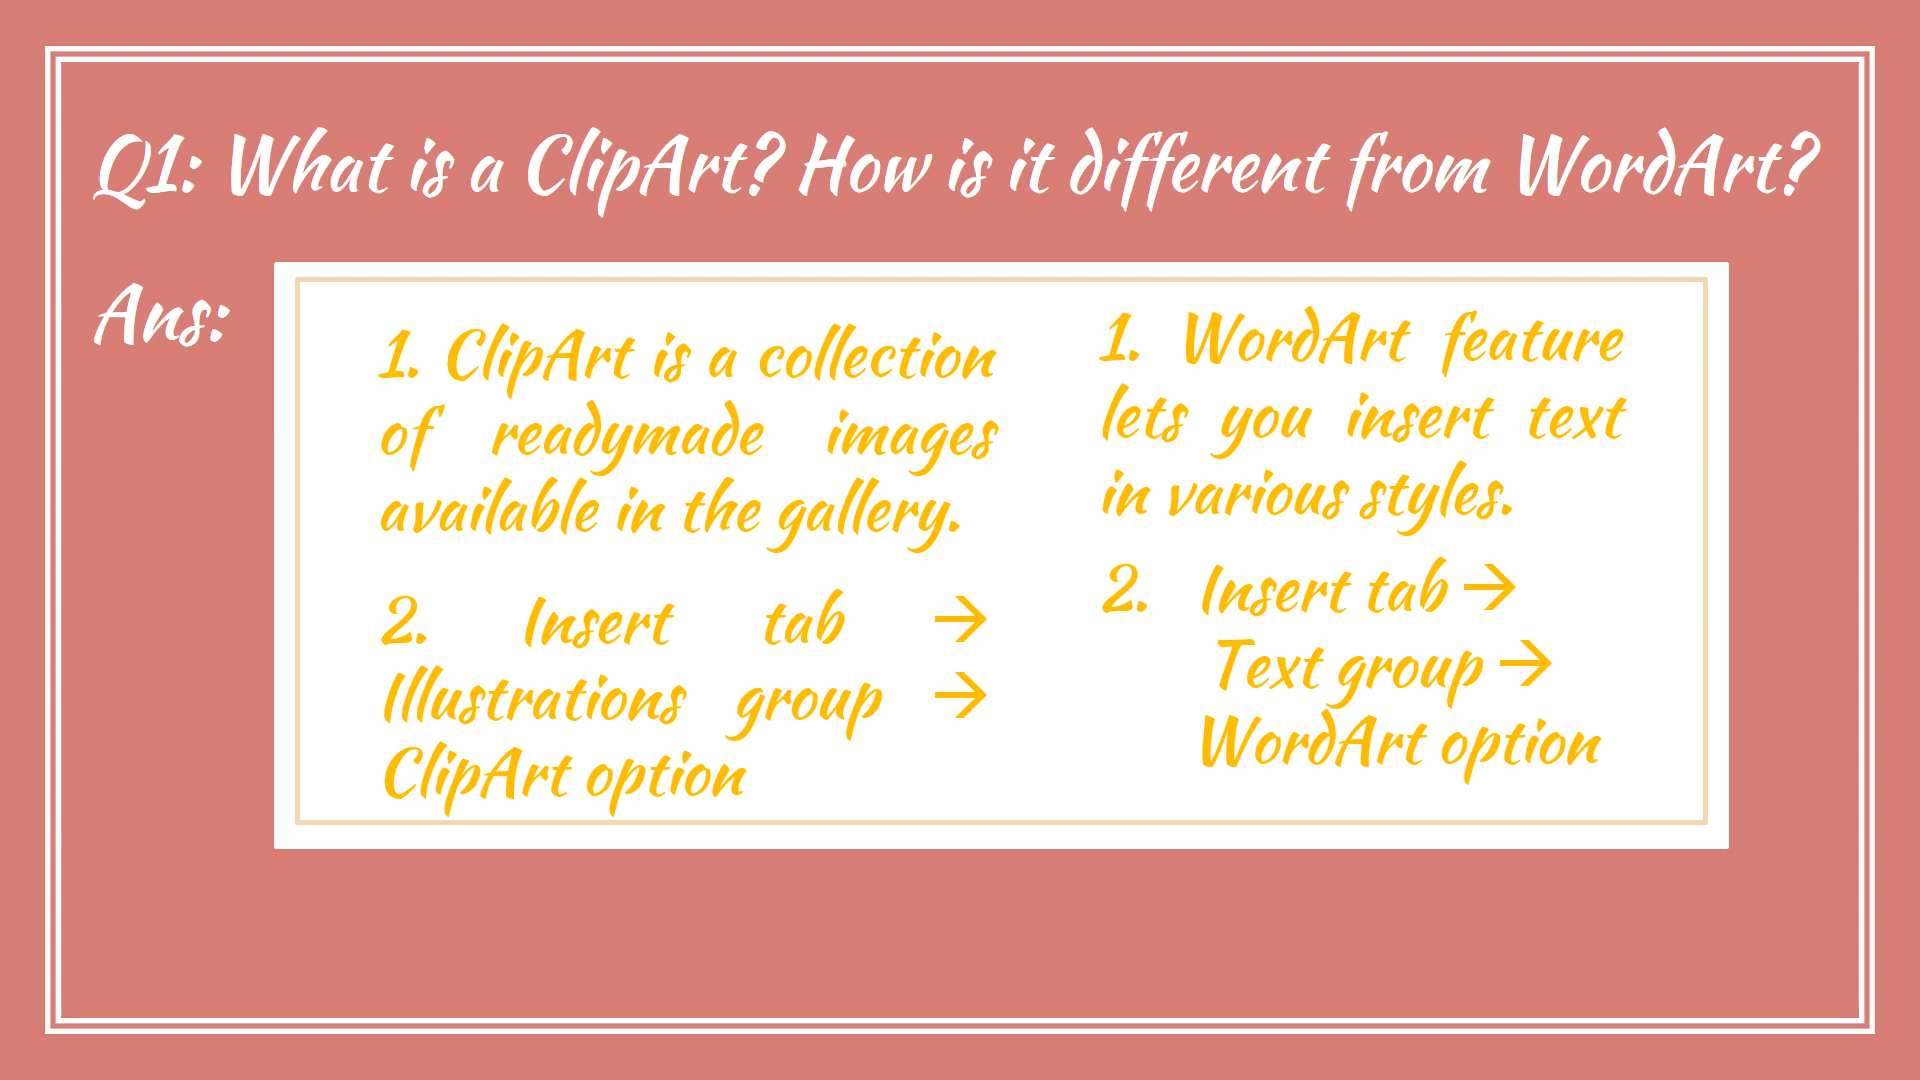 Q1: What is a ClipArt? How is it different from WordArt?
Ans:
1. ClipArt is a collection
of readymade images
available in the gallery.
2. Insert tab →
Illustrations group →
ClipArt option
1. WordArt feature
lets you insert text
in various styles.
2. Insert tab →
Text group →
WordArt option